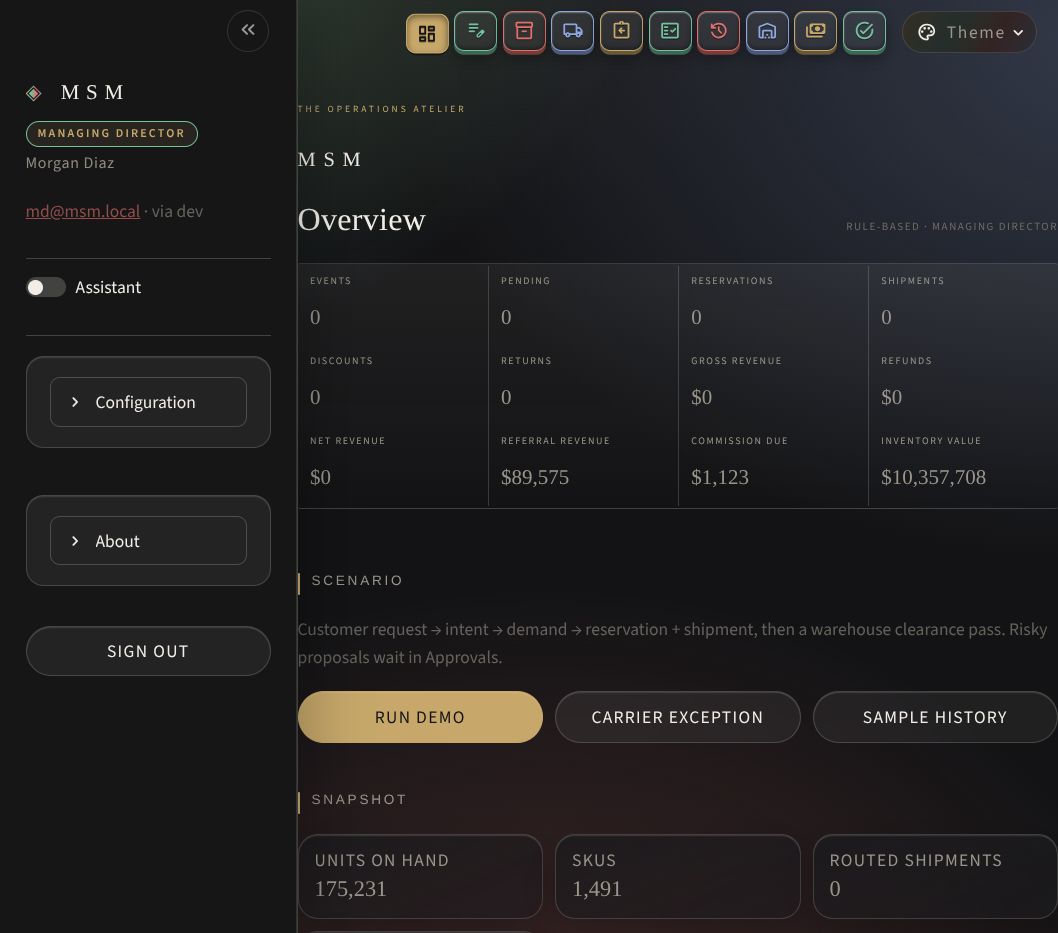 MSM
MANAGING DIRECTOR
Morgan Diaz
md@msm.local · via dev
Assistant
Configuration
About
SIGN OUT
Theme
THE OPERATIONS ATELIER
MSM
Overview
RULE-BASED · MANAGING DIRECTOR
EVENTS PENDING RESERVATIONS SHIPMENTS
0 0 0 0
DISCOUNTS RETURNS GROSS REVENUE REFUNDS
0 0 $0 $0
NET REVENUE REFERRAL REVENUE COMMISSION DUE INVENTORY VALUE
$0 $89,575 $1,123 $10,357,708
SCENARIO
Customer request → intent → demand → reservation + shipment, then a warehouse clearance pass. Risky
proposals wait in Approvals.
RUN DEMO CARRIER EXCEPTION SAMPLE HISTORY
SNAPSHOT
UNITS ON HAND SKUS ROUTED SHIPMENTS
175,231 1,491 0